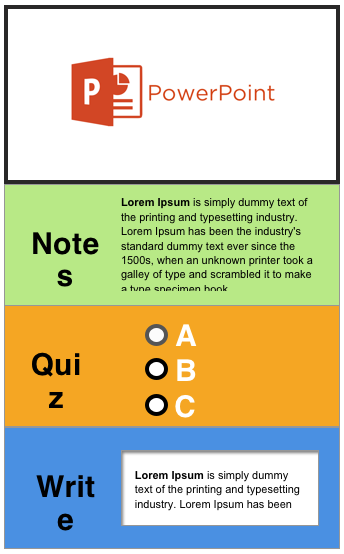 P PowerPoint
Note
s
Lorem Ipsum is simply dummy text of
the printing and typesetting industry.
Lorem Ipsum has been the industry's
standard dummy text ever since the
1500s, when an unknown printer took a
galley of type and scrambled it to make
a type specimen book
Qui
z
A
B
C
Writ
e
Lorem Ipsum is simply dummy
text of the printing and typesetting
industry. Lorem Ipsum has been